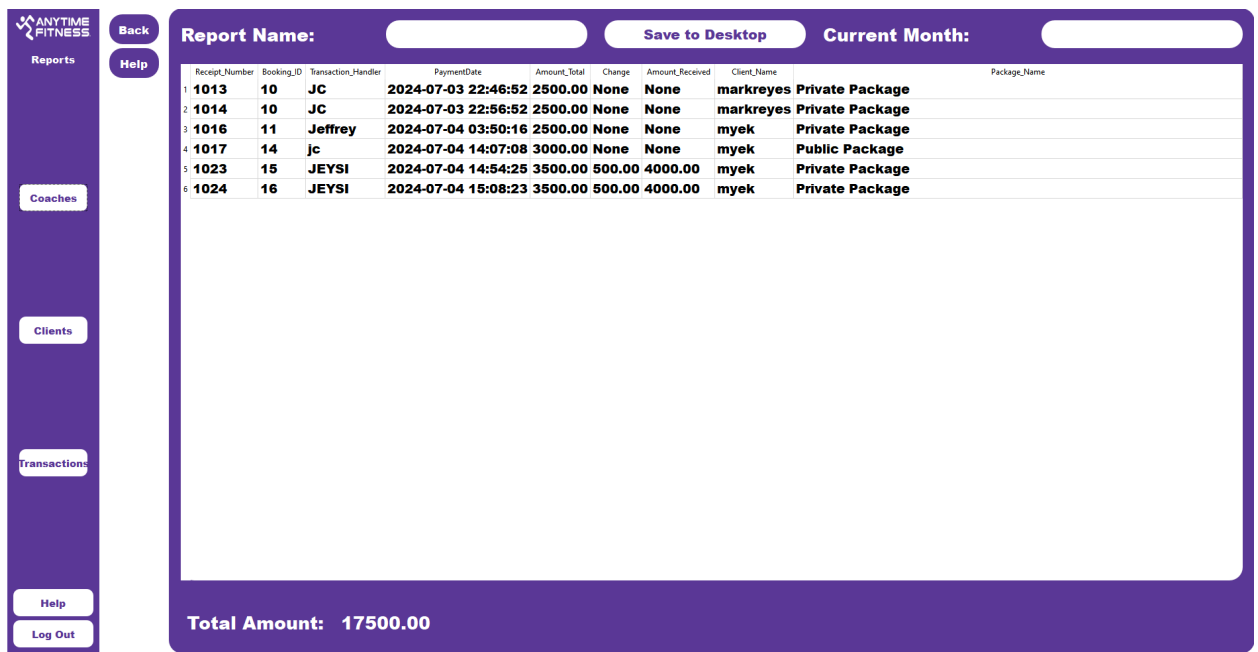 ANYTIME
FITNESS
Reports
Coaches
Clients
Transactions
Help
Log Out
Back
Help
Report Name:
Save to Desktop
Current Month:
Receipt_Number Booking_ID Transaction_Handler PaymentDate Amount_Total Change Amount_Received Client_Name Package_Name
1 1013 10 JC 2024-07-03 22:46:52 2500.00 None None markreyes Private Package
2 1014 10 JC 2024-07-03 22:56:52 2500.00 None None markreyes Private Package
3 1016 11 Jeffrey 2024-07-04 03:50:16 2500.00 None None myek Private Package
4 1017 14 jc 2024-07-04 14:07:08 3000.00 None None myek Public Package
5 1023 15 JEYSI 2024-07-04 14:54:25 3500.00 500.00 4000.00 myek Private Package
6 1024 16 JEYSI 2024-07-04 15:08:23 3500.00 500.00 4000.00 myek Private Package
Total Amount: 17500.00